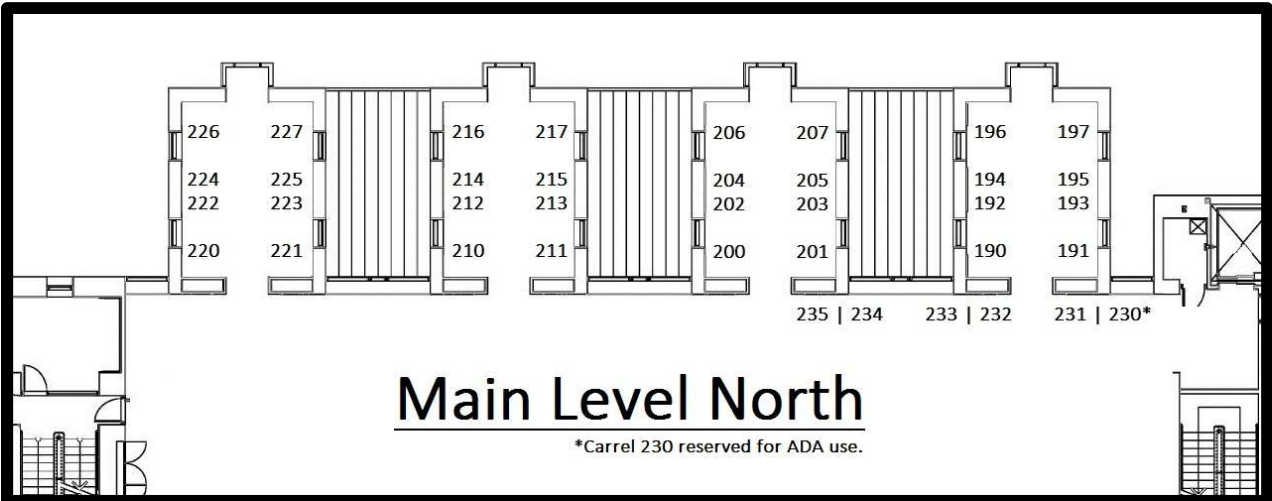 226 227 216 217 206 207 196 197
224 225 214 215 204 205 194 195
222 223 212 213 202 203 192 193
220 221 210 211 200 201 190 191
235 | 234 233 | 232 231 | 230*
Main Level North
*Carrel 230 reserved for ADA use.